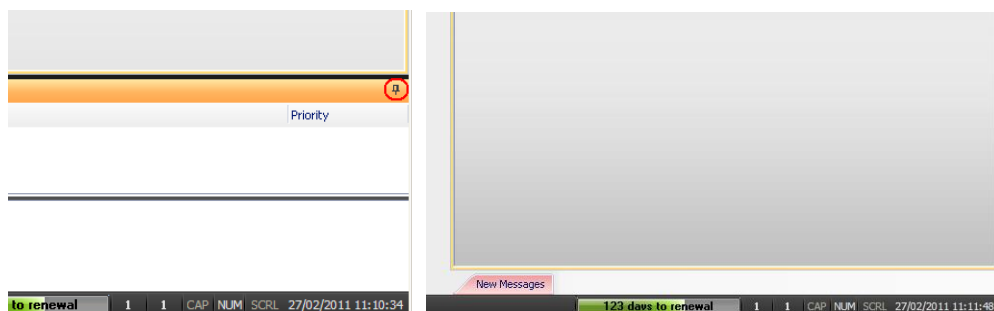 Priority
to renewal 1 1 CAP NUM SCRL 27/02/2011 11:10:34
New Messages
123 days to renewal 1 1 CAP NUM SCRL 27/02/2011 11:11:48